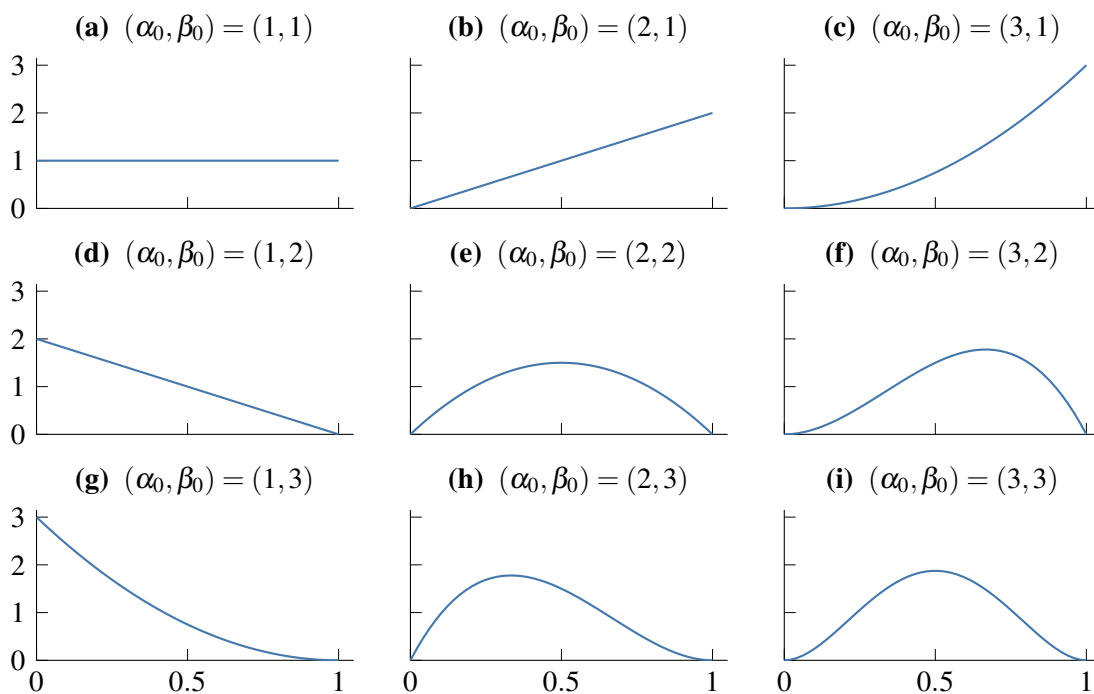 (a) (α₀, β₀) = (1, 1)
(b) (α₀, β₀) = (2, 1)
(c) (α₀, β₀) = (3, 1)
3
2
1
0
(d) (α₀, β₀) = (1, 2)
(e) (α₀, β₀) = (2, 2)
(f) (α₀, β₀) = (3, 2)
3
2
1
0
(g) (α₀, β₀) = (1, 3)
(h) (α₀, β₀) = (2, 3)
(i) (α₀, β₀) = (3, 3)
3
2
1
0
0 0.5 1
0 0.5 1
0 0.5 1